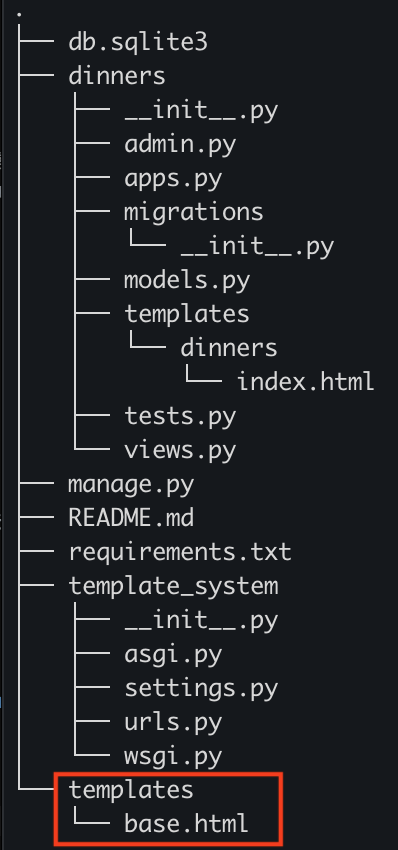 .
├── db.sqlite3
├── dinners
│   ├── __init__.py
│   ├── admin.py
│   ├── apps.py
│   ├── migrations
│   │   └── __init__.py
│   ├── models.py
│   ├── templates
│   │   └── dinners
│   │       └── index.html
│   ├── tests.py
│   └── views.py
├── manage.py
├── README.md
├── requirements.txt
├── template_system
│   ├── __init__.py
│   ├── asgi.py
│   ├── settings.py
│   ├── urls.py
│   └── wsgi.py
└── templates
    └── base.html